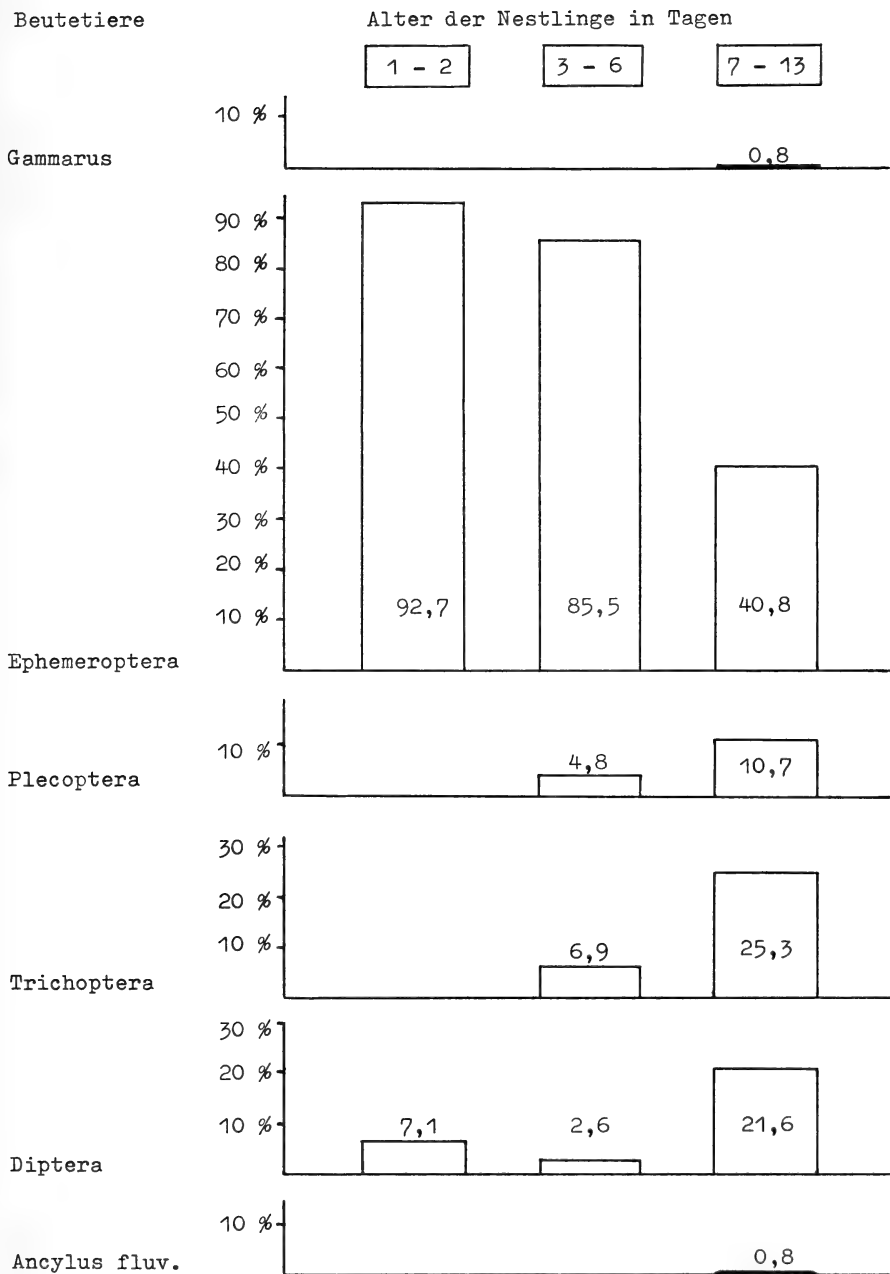 Beutetiere Alter der Nestlinge in Tagen
1 - 2 3 - 6 7 - 13
10 %
Gammarus 0,8
90 %
80 %
70 %
60 %
50 %
40 %
30 %
20 %
10 % 92,7 85,5 40,8
Ephemeroptera
10 % 4,8 10,7
Plecoptera
30 %
20 %
10 % 6,9 25,3
Trichoptera
30 %
20 %
10 % 7,1 2,6 21,6
Diptera
10 %
Ancylus fluv. 0,8